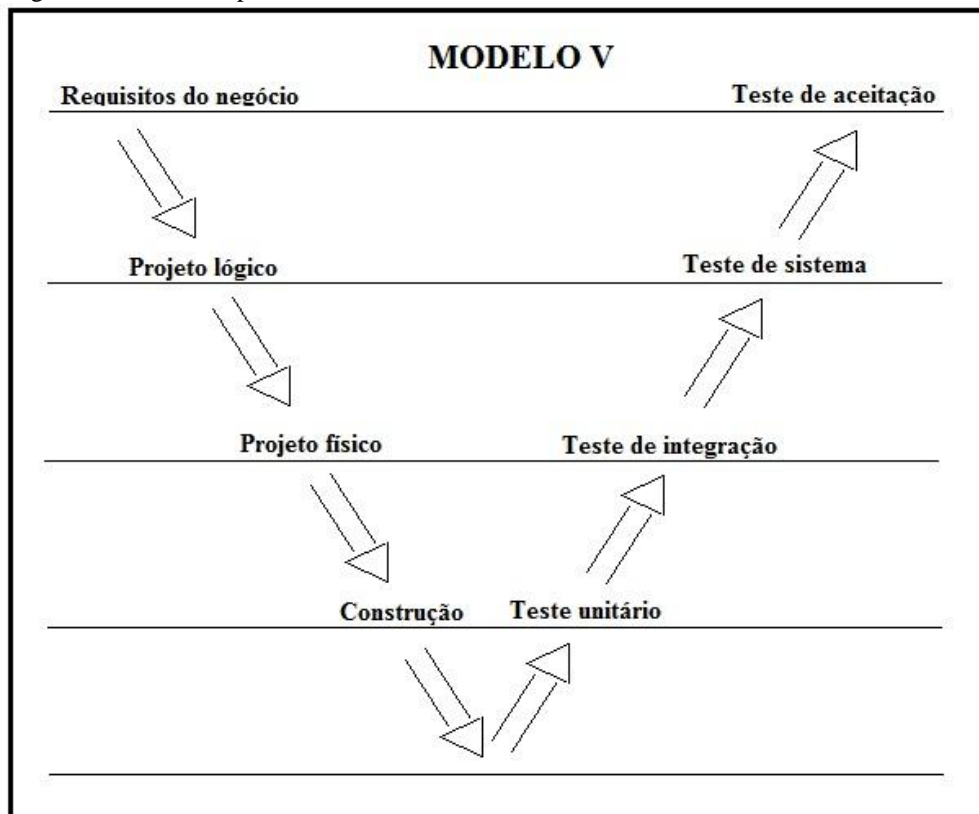 MODELO V
Requisitos do negócio
Teste de aceitação
Projeto lógico
Teste de sistema
Projeto físico
Teste de integração
Construção
Teste unitário